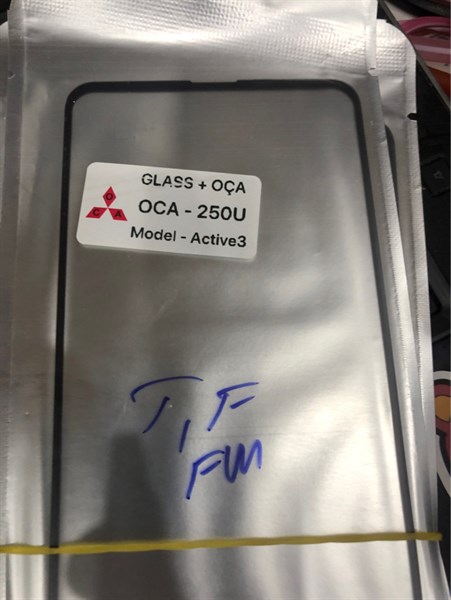 GLASS + OÇA
O
C A
OCA - 250U
Model - Active3
T, F
FM